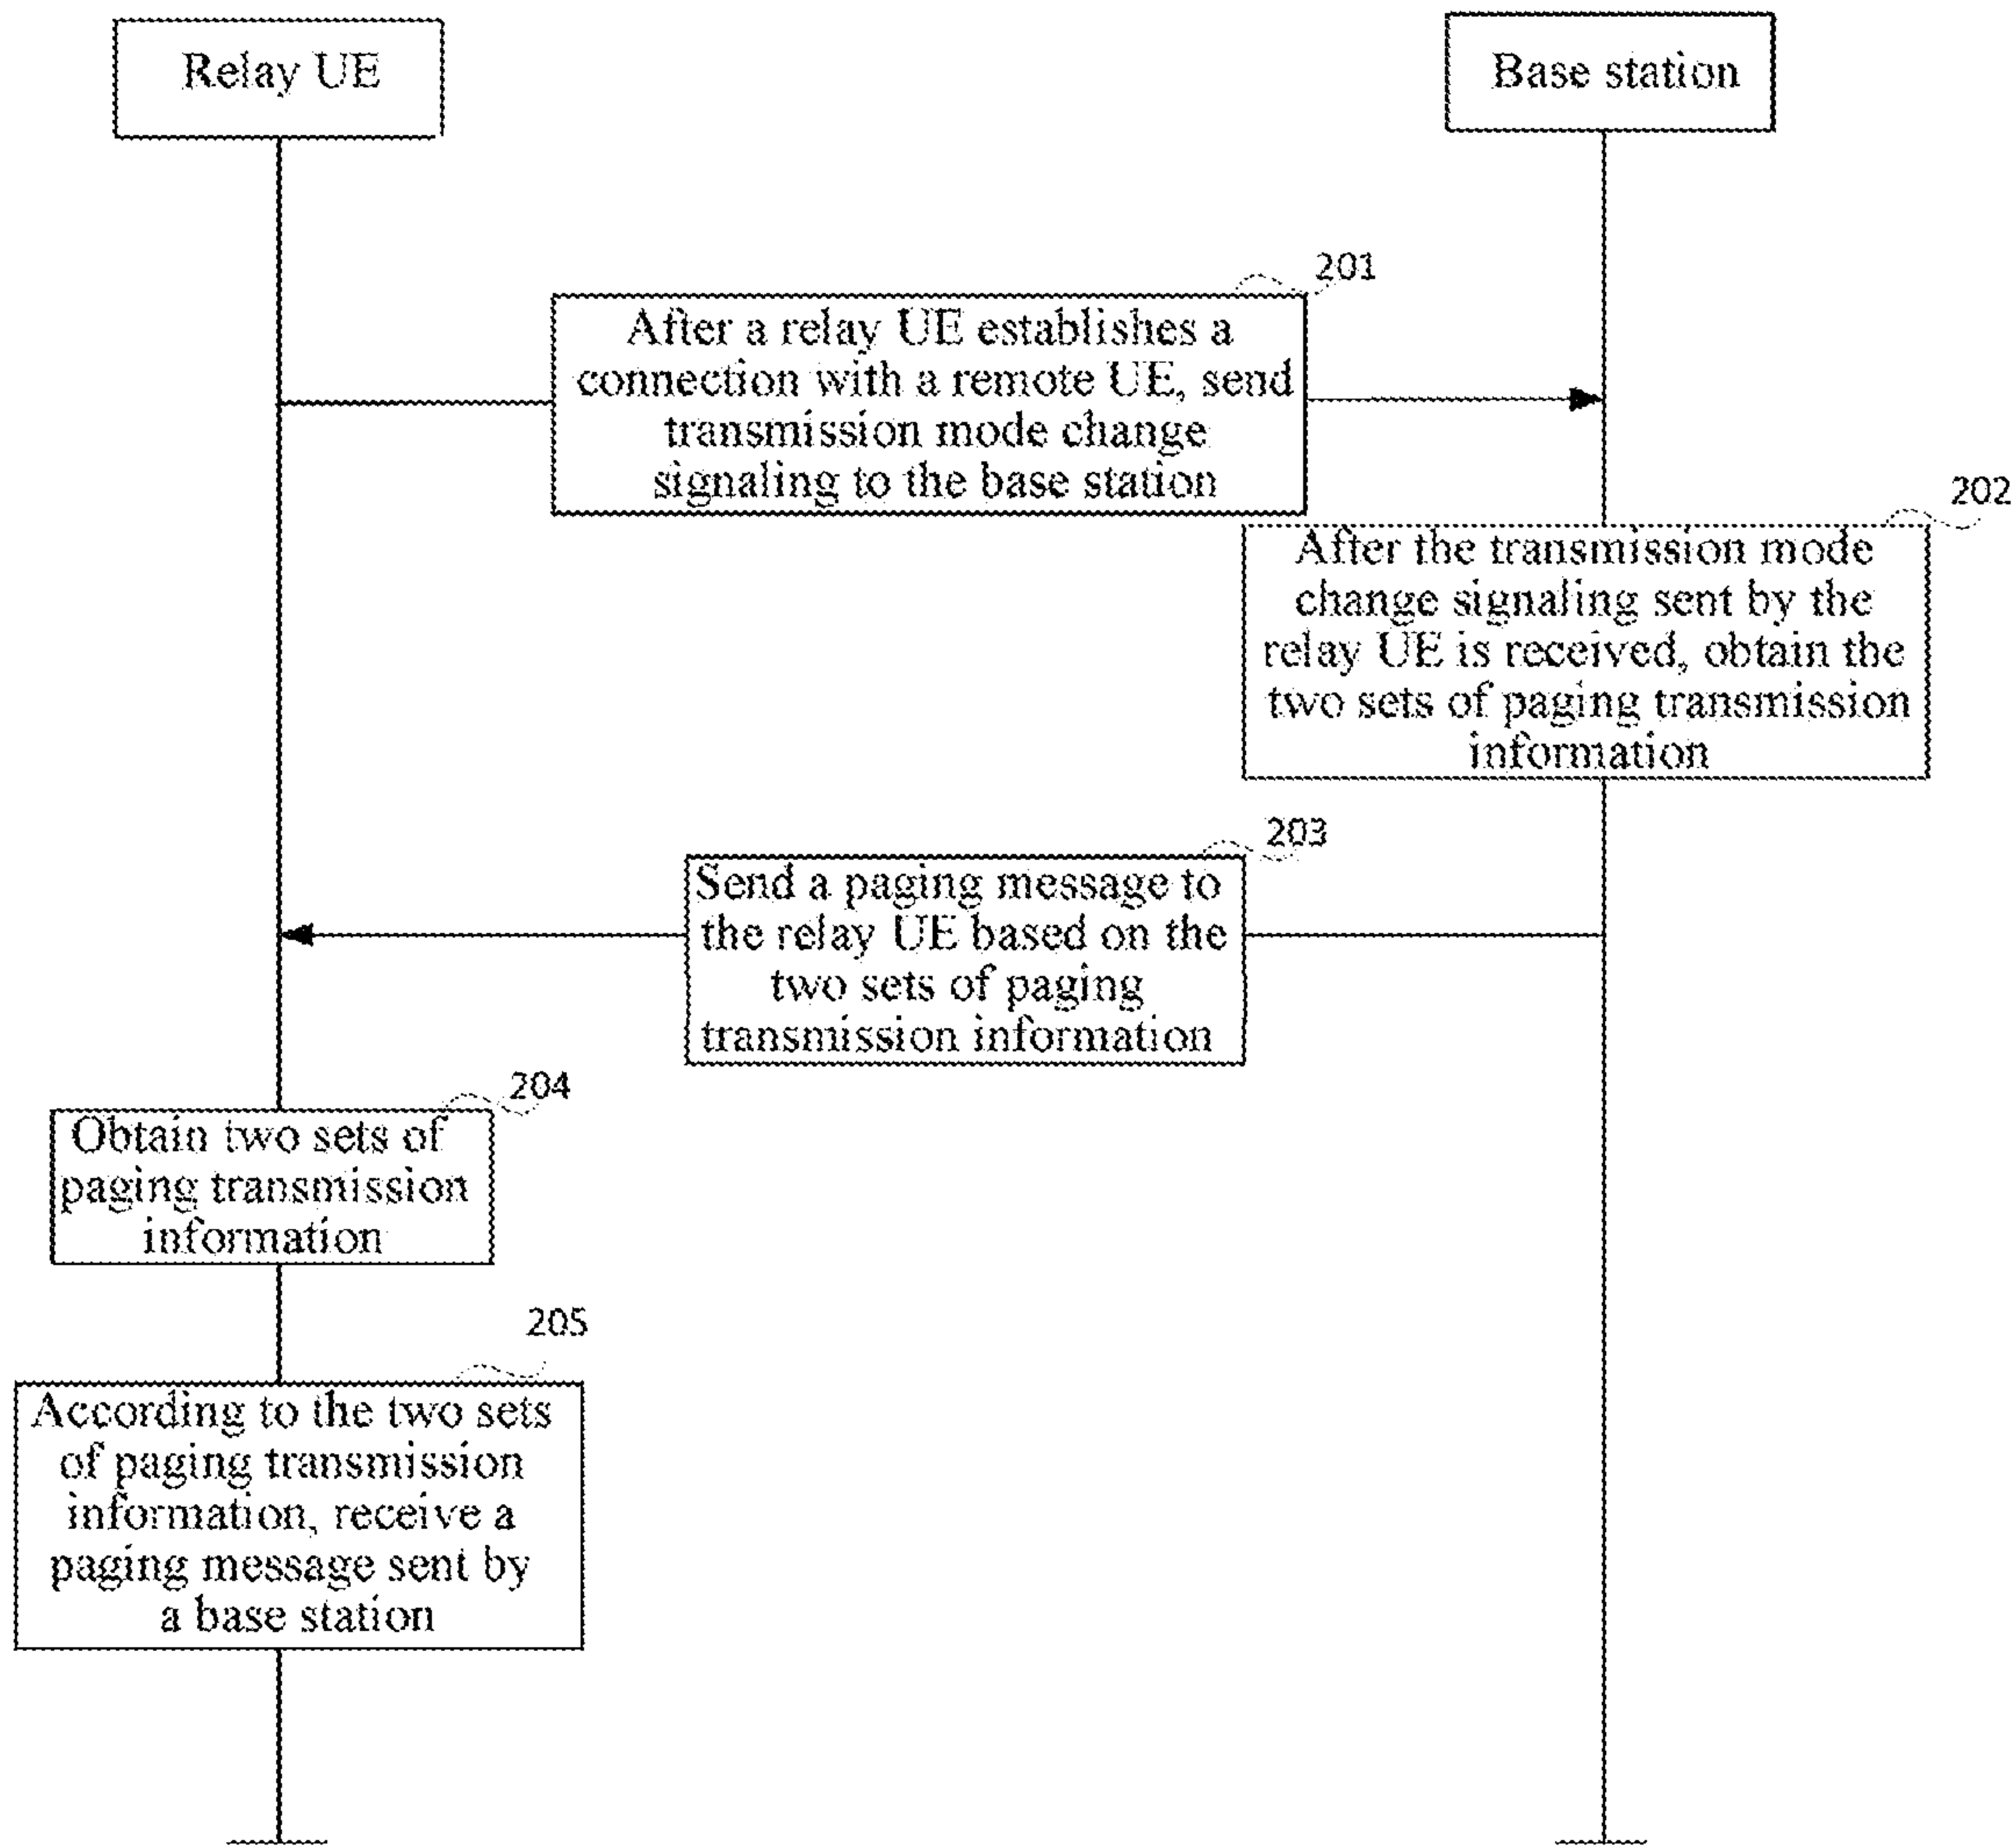 Relay UE
Base station
201
After a relay UE establishes a
connection with a remote UE, send
transmission mode change
signaling to the base station
202
After the transmission mode
change signaling sent by the
relay UE is received, obtain the
two sets of paging transmission
information
203
Send a paging message to
the relay UE based on the
two sets of paging
transmission information
204
Obtain two sets of
paging transmission
information
205
According to the two sets
of paging transmission
information, receive a
paging message sent by
a base station